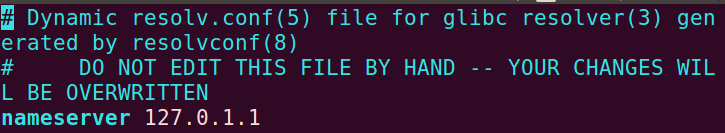 # Dynamic resolv.conf(5) file for glibc resolver(3) gen
erated by resolvconf(8)
#     DO NOT EDIT THIS FILE BY HAND -- YOUR CHANGES WIL
L BE OVERWRITTEN
nameserver 127.0.1.1